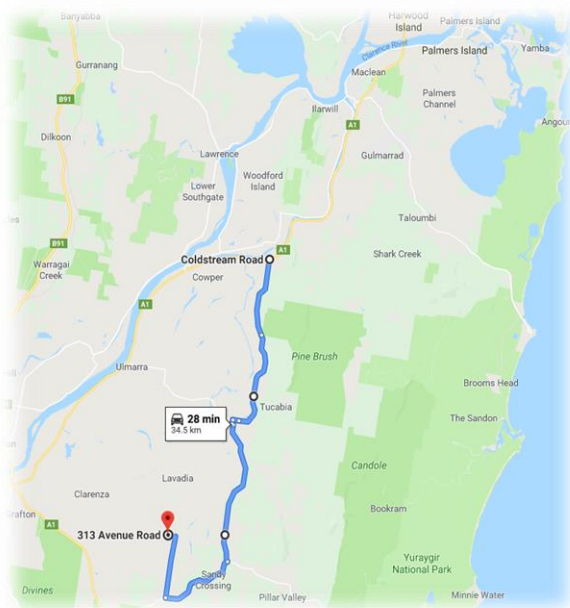 Banyabba
Harwood
Island
Palmers Island
Gurranang
Clarence River
Palmers Island
Yamba
Maclean
B91
Palmers
Channel
Ilarwill
A1
Angou
Dilkoon
Lawrence
Gulmarrad
Woodford
Island
Lower
Southgate
Taloumbi
B91
A1
Shark Creek
Coldstream Road
Warragai
Creek
Cowper
A1
Pine Brush
Ulmarra
Brooms Head
Tucabia
28 min
34.5 km
The Sandon
Candole
Lavadia
Clarenza
Bookram
Grafton
A1
313 Avenue Road
Yuraygir
National Park
Sandy
Crossing
Divines
Pillar Valley
Minnie Water